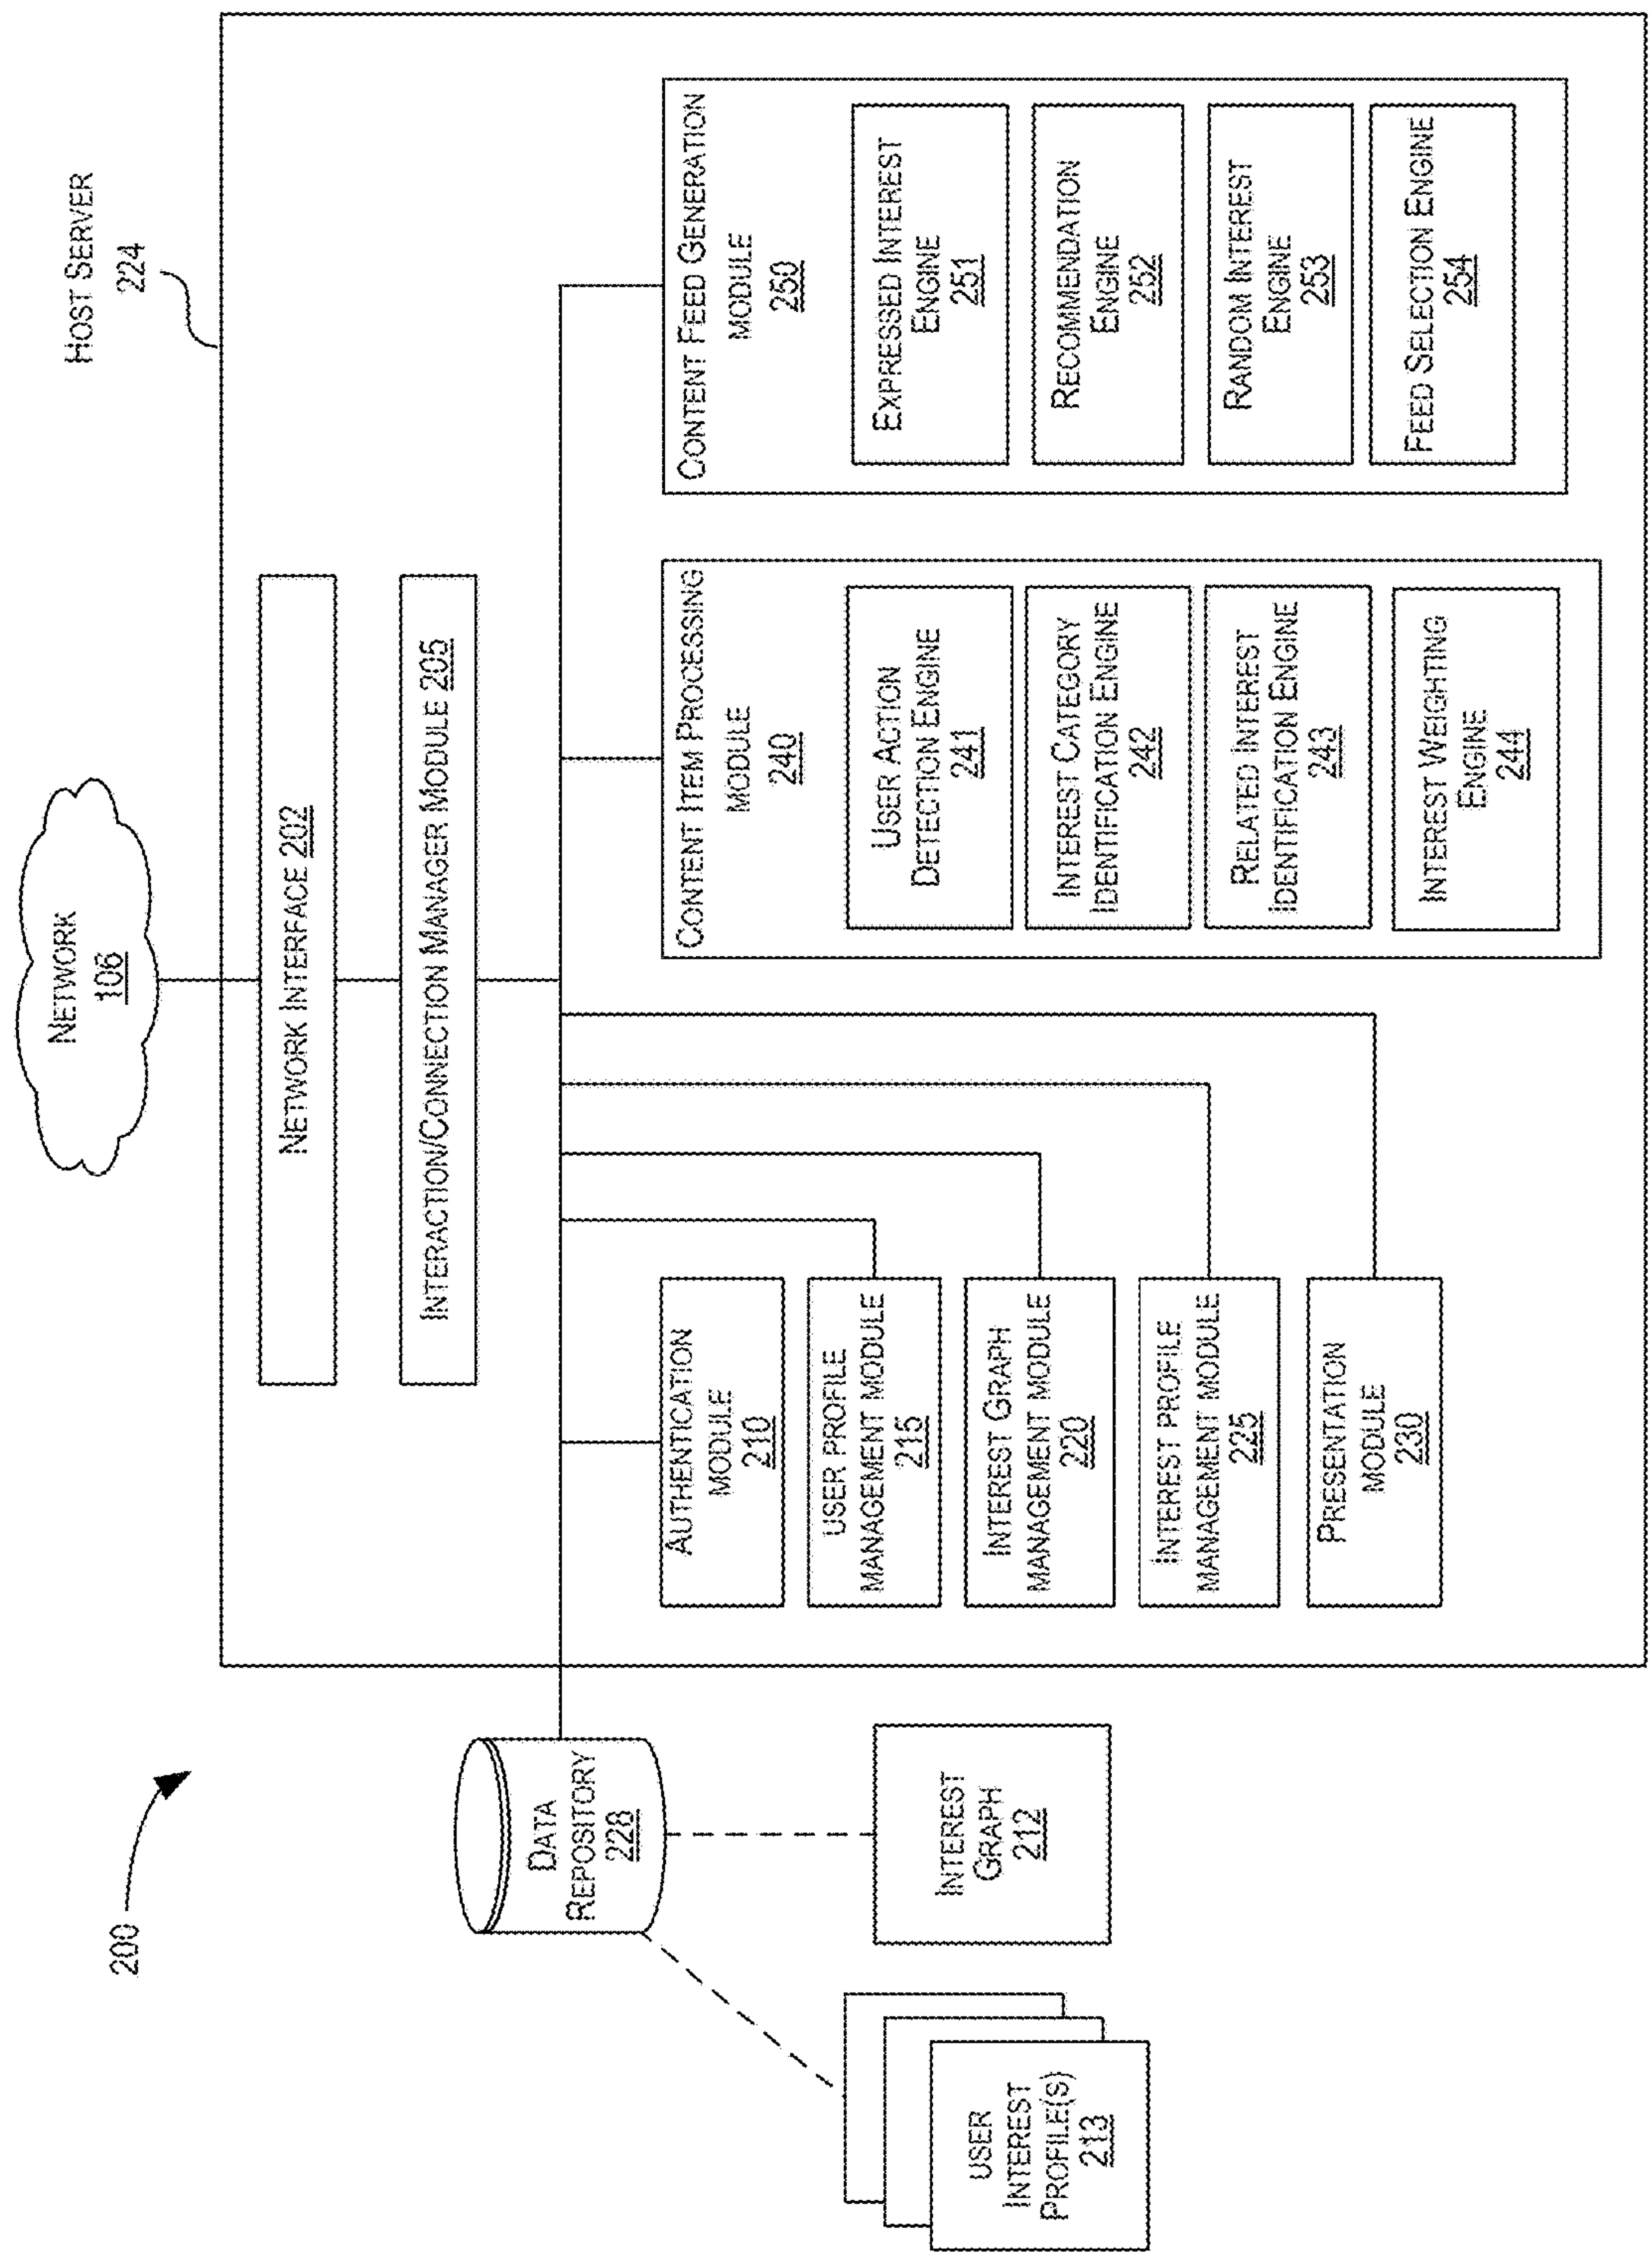 200
HOST SERVER
224
NETWORK
106
NETWORK INTERFACE 202
INTERACTION/CONNECTION MANAGER MODULE 205
DATA
REPOSITORY
228
USER
INTEREST
PROFILE(S)
213
INTEREST
GRAPH
212
AUTHENTICATION
MODULE
210
USER PROFILE
MANAGEMENT MODULE
215
INTEREST GRAPH
MANAGEMENT MODULE
220
INTEREST PROFILE
MANAGEMENT MODULE
225
PRESENTATION
MODULE
230
CONTENT ITEM PROCESSING
MODULE
240
USER ACTION
DETECTION ENGINE
241
INTEREST CATEGORY
IDENTIFICATION ENGINE
242
RELATED INTEREST
IDENTIFICATION ENGINE
243
INTEREST WEIGHTING
ENGINE
244
CONTENT FEED GENERATION
MODULE
250
EXPRESSED INTEREST
ENGINE
251
RECOMMENDATION
ENGINE
252
RANDOM INTEREST
ENGINE
253
FEED SELECTION ENGINE
254